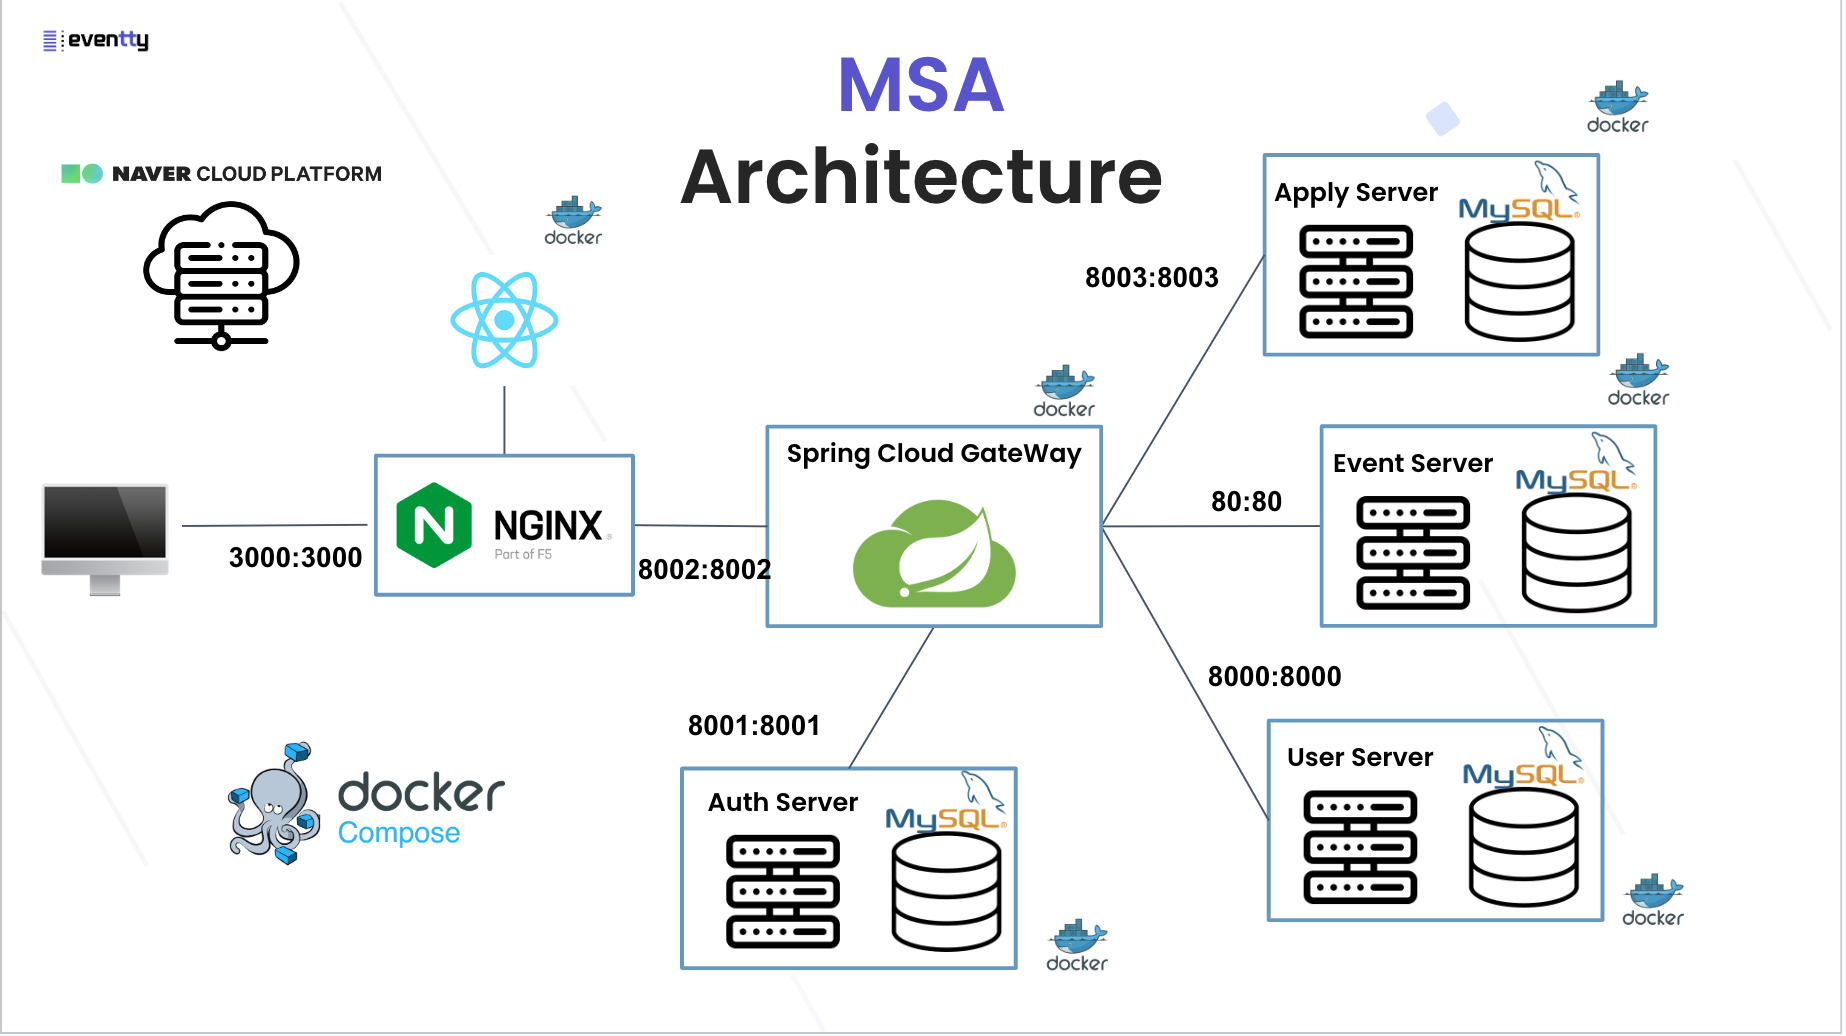 eventty
MSA
Architecture
NAVER CLOUD PLATFORM
docker
docker
Apply Server
MySQL®
8003:8003
docker
docker
Spring Cloud GateWay
Event Server
MySQL®
80:80
NGINX®
Part of F5
3000:3000
8002:8002
8000:8000
8001:8001
User Server
MySQL®
docker
Compose
Auth Server
MySQL®
docker
docker